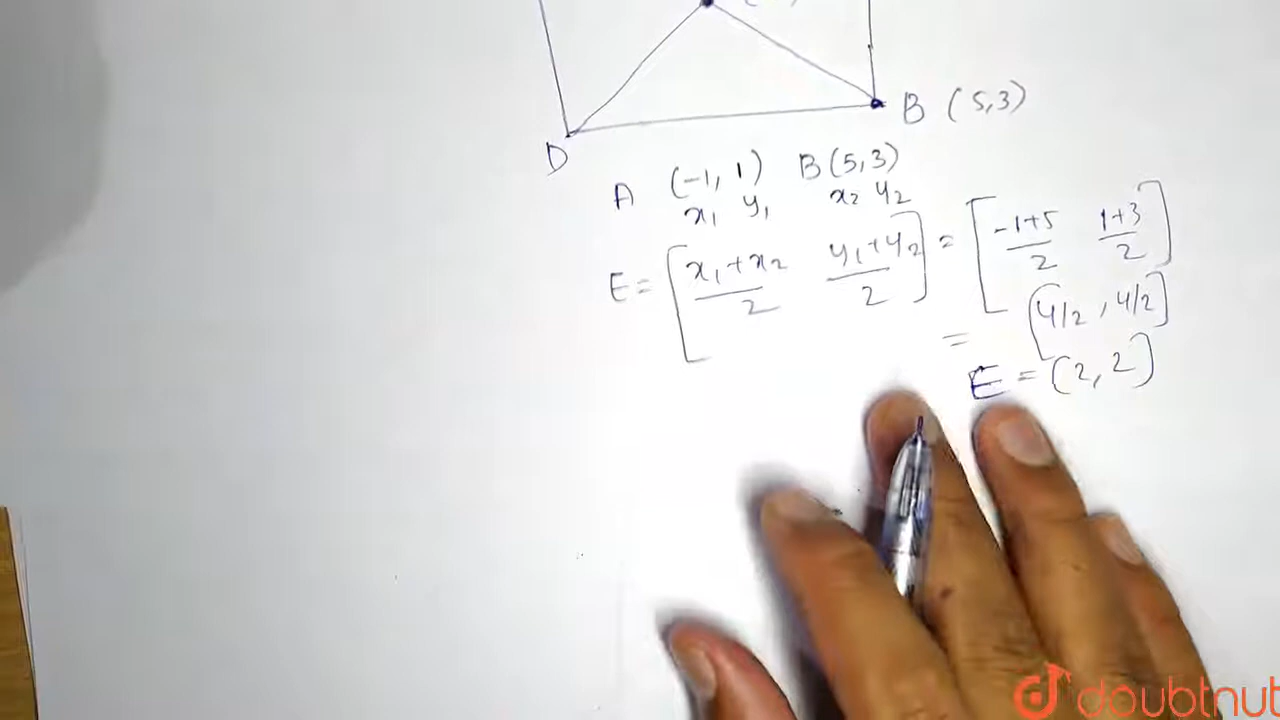 B (5,3)
D
A (-1, 1) B(5,3)
x₁ y₁ x₂ y₂
E = [x₁+x₂/2 y₁+y₂/2] = [-1+5/2 1+3/2]
= [4/2, 4/2]
E = (2, 2]
doubtnut